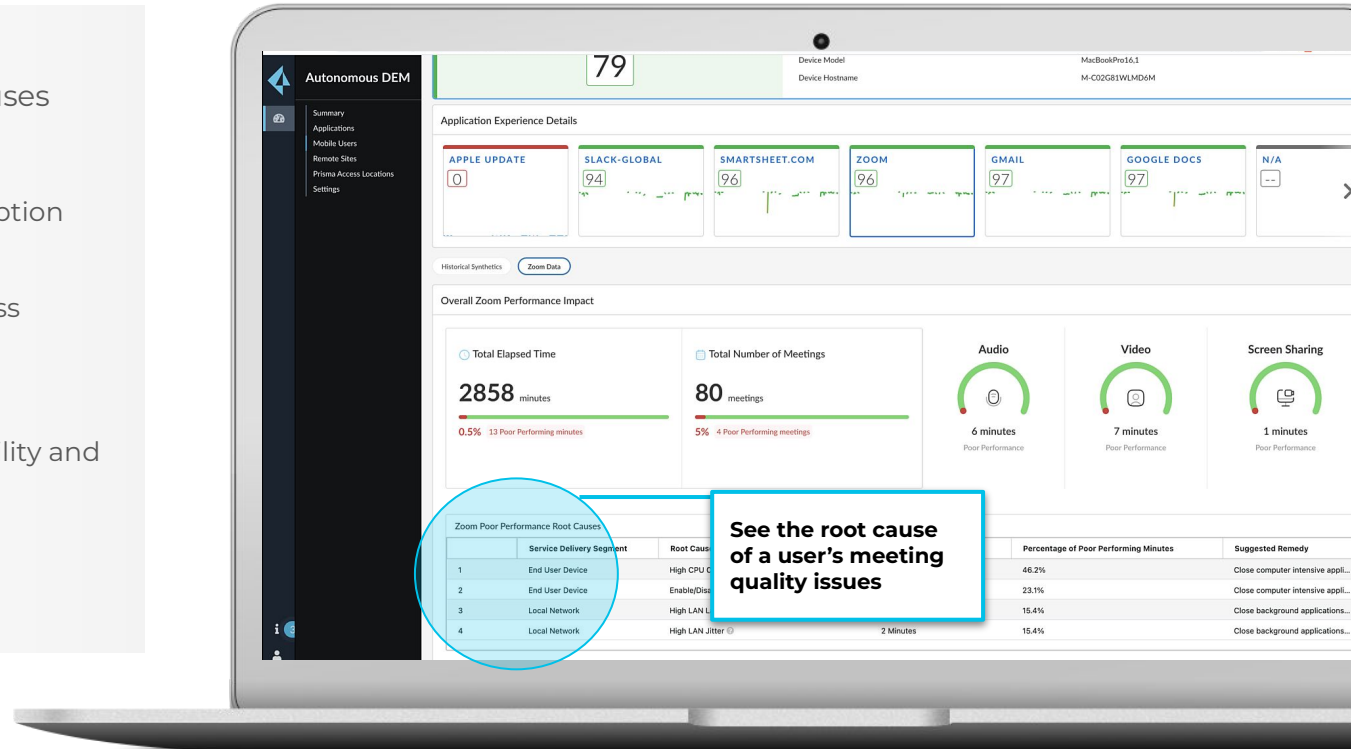 79
Device Model
MacBookPro16,1
Device Hostname
M-C02G81WLMD6M
Autonomous DEM
Summary
Applications
Mobile Users
Remote Sites
Prisma Access Locations
Settings
Application Experience Details
APPLE UPDATE
0
SLACK-GLOBAL
94
SMARTSHEET.COM
96
ZOOM
96
GMAIL
97
GOOGLE DOCS
97
N/A
--
Historical Synthetics
Zoom Data
Overall Zoom Performance Impact
Total Elapsed Time
2858 minutes
0.5% 13 Poor Performing minutes
Total Number of Meetings
80 meetings
5% 4 Poor Performing meetings
Audio
6 minutes
Poor Performance
Video
7 minutes
Poor Performance
Screen Sharing
1 minutes
Poor Performance
See the root cause
of a user’s meeting
quality issues
Zoom Poor Performance Root Causes
Service Delivery Segment Root Cause Percentage of Poor Performing Minutes Suggested Remedy
1 End User Device High CPU 46.2% Close computer intensive appli...
2 End User Device 23.1% Close computer intensive appli...
3 Local Network High LAN 15.4% Close background applications...
4 Local Network High LAN Jitter 2 Minutes 15.4% Close background applications...
i
and